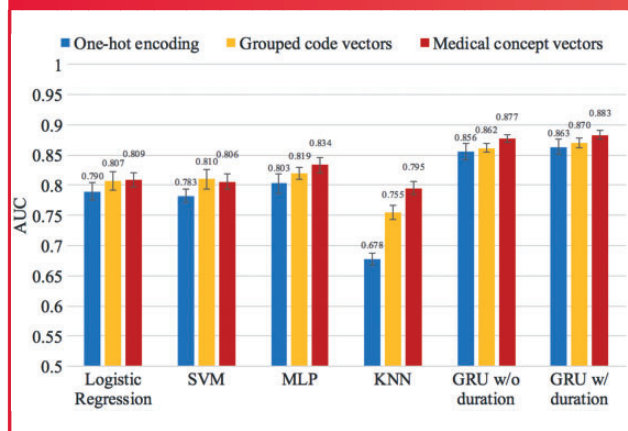 One-hot encoding Grouped code vectors Medical concept vectors
1
0.95
0.9
0.85
0.8
0.75
0.7
0.65
0.6
0.55
0.5
AUC
0.790 0.807 0.809
0.783 0.810 0.806
0.803 0.819 0.834
0.678 0.755 0.795
0.856 0.862 0.877
0.863 0.870 0.883
Logistic
Regression
SVM
MLP
KNN
GRU w/o
duration
GRU w/
duration